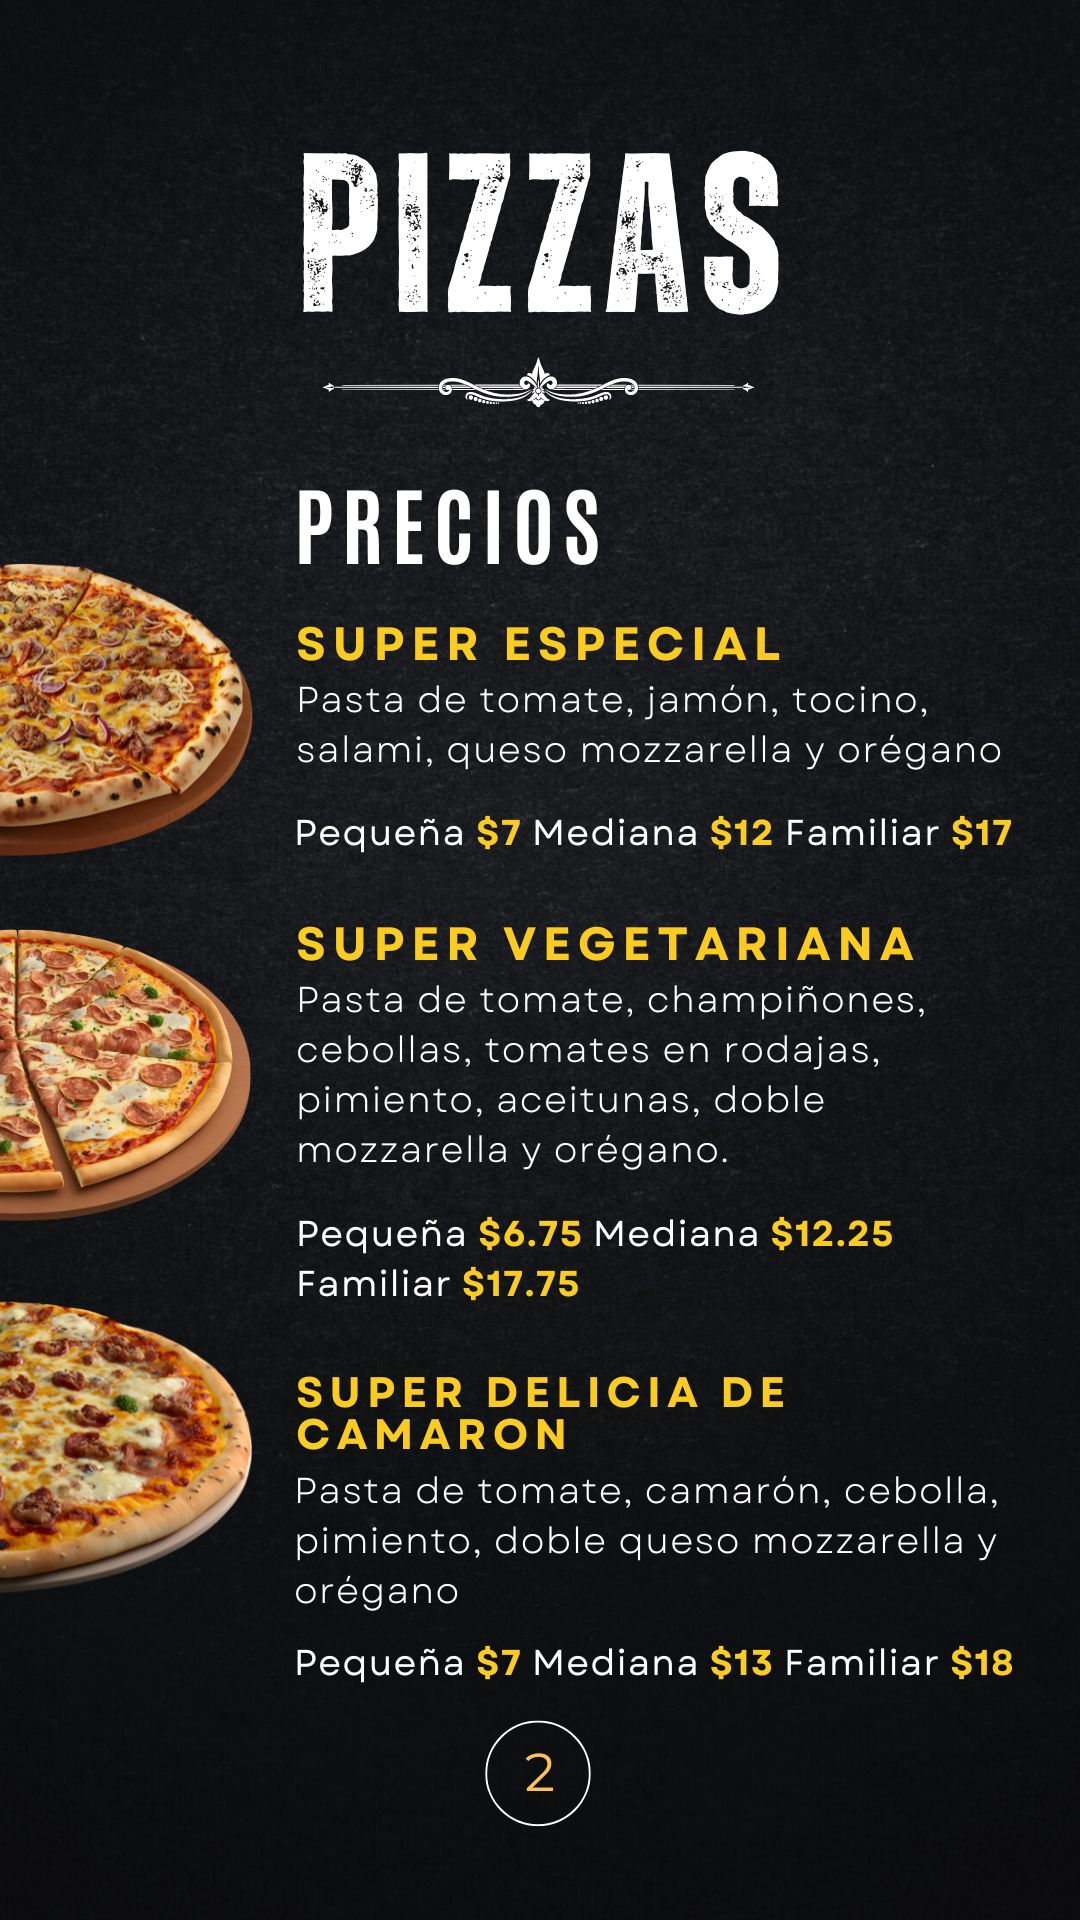 PIZZAS
PRECIOS
SUPER ESPECIAL
Pasta de tomate, jamón, tocino,
salami, queso mozzarella y orégano
Pequeña $7 Mediana $12 Familiar $17
SUPER VEGETARIANA
Pasta de tomate, champiñones,
cebollas, tomates en rodajas,
pimiento, aceitunas, doble
mozzarella y orégano.
Pequeña $6.75 Mediana $12.25
Familiar $17.75
SUPER DELICIA DE
CAMARON
Pasta de tomate, camarón, cebolla,
pimiento, doble queso mozzarella y
orégano
Pequeña $7 Mediana $13 Familiar $18
2